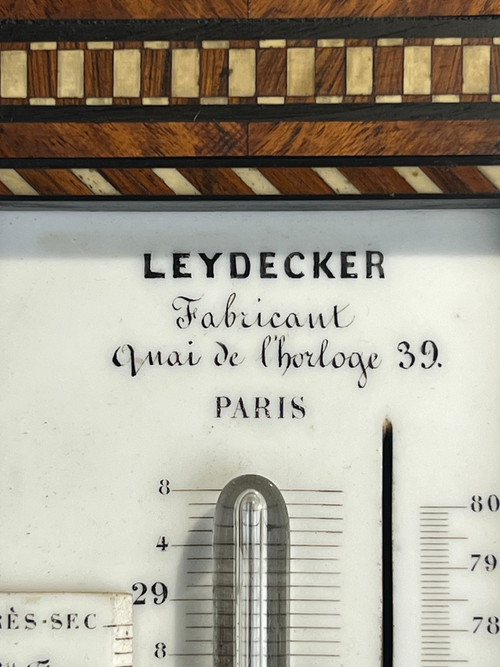 LEYDECKER
Fabricant
Quai de l'horloge 39.
PARIS
8
80
4
79
29
ÈS-SEC
78
8